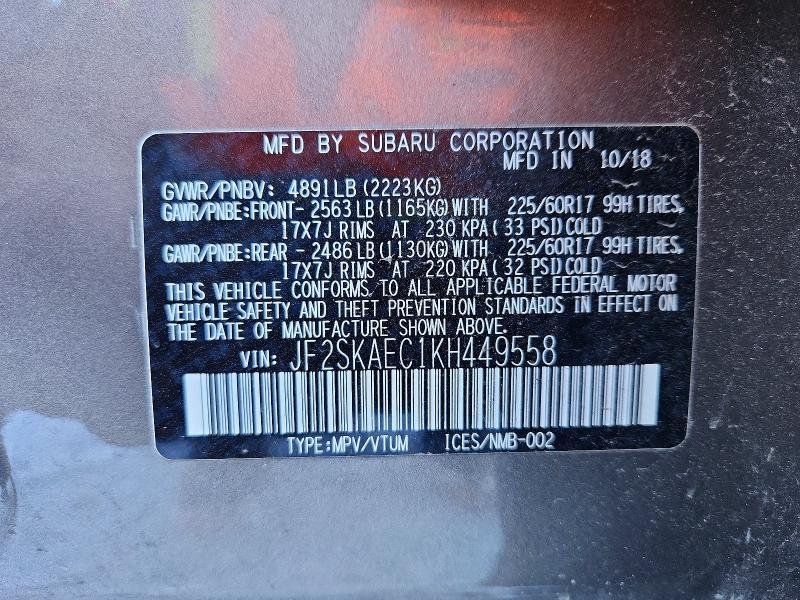 MFD BY SUBARU CORPORATION
MFD IN 10/18
GVWR/PNBV: 4891LB (2223KG)
GAWR/PNBE:FRONT- 2563LB (1165KG)WITH 225/60R17 99H TIRES,
17X7J RIMS AT 230 KPA( 33 PSI)COLD
GAWR/PNBE:REAR - 2486LB (1130KG)WITH 225/60R17 99H TIRES,
17X7J RIMS AT 220 KPA( 32 PSI)COLD
THIS VEHICLE CONFORMS TO ALL APPLICABLE FEDERAL MOTOR
VEHICLE SAFETY AND THEFT PREVENTION STANDARDS IN EFFECT ON
THE DATE OF MANUFACTURE SHOWN ABOVE.
VIN: JF2SKAEC1KH449558
TYPE:MPV/VTUM ICES/NMB-002